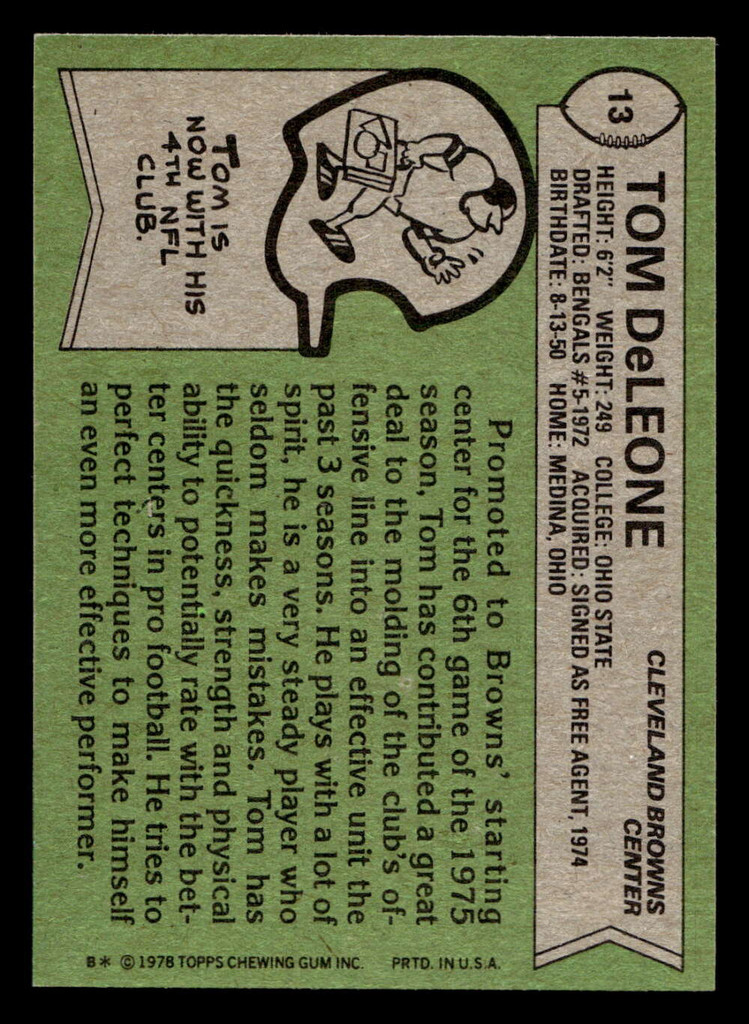 13
TOM DeLEONE
CLEVELAND BROWNS
CENTER
HEIGHT: 6'2" WEIGHT: 249 COLLEGE: OHIO STATE
DRAFTED: BENGALS #5-1972 ACQUIRED: SIGNED AS FREE AGENT, 1974
BIRTHDATE: 8-13-50 HOME: MEDINA, OHIO
TOM IS
NOW WITH HIS
4TH NFL
CLUB.
Promoted to Browns' starting
center for the 6th game of the 1975
season, Tom has contributed a great
deal to the molding of the club's of-
fensive line into an effective unit the
past 3 seasons. He plays with a lot of
spirit, he is a very steady player who
seldom makes mistakes. Tom has
the quickness, strength and physical
ability to potentially rate with the bet-
ter centers in pro football. He tries to
perfect techniques to make himself
an even more effective performer.
B* © 1978 TOPPS CHEWING GUM INC. PRTD. IN U.S.A.